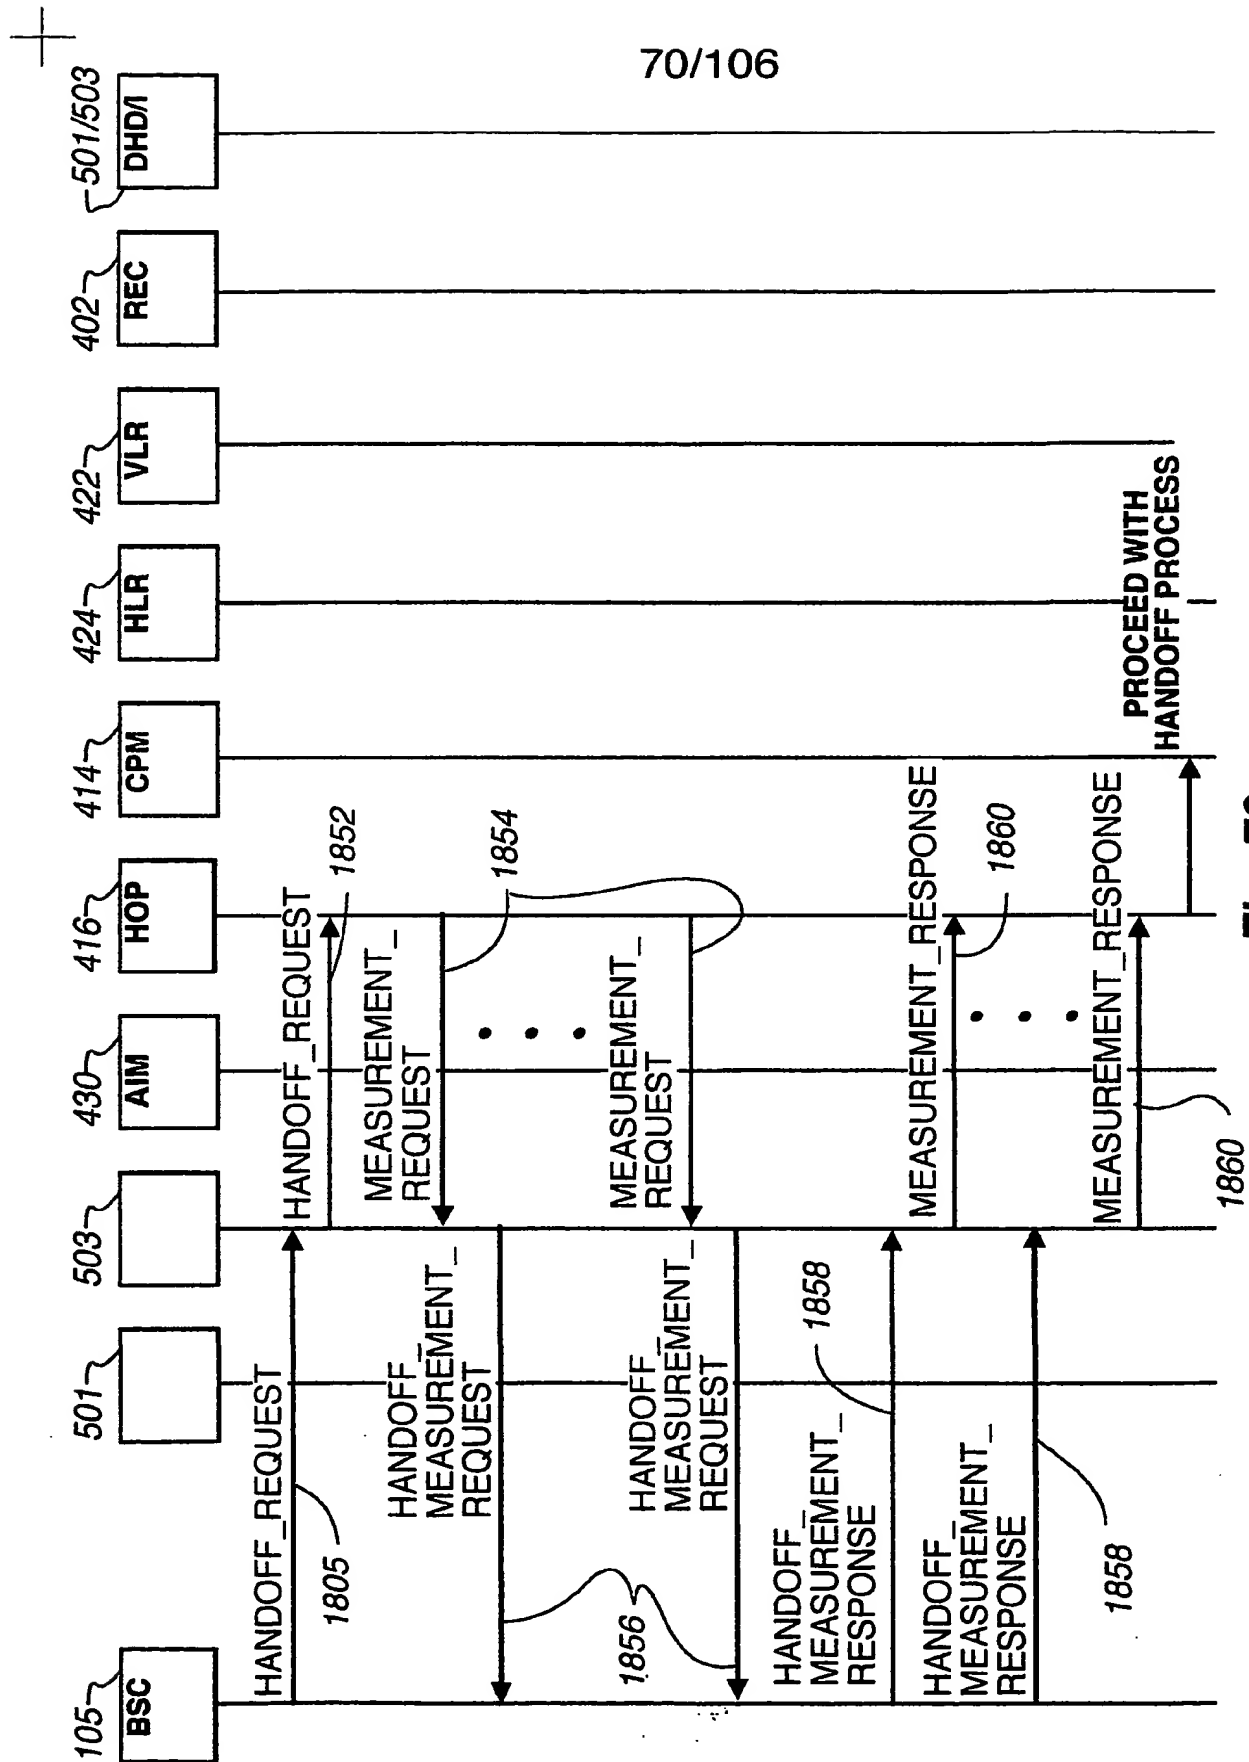 70/106
105
BSC
501
503
430
AIM
416
HOP
414
CPM
424
HLR
422
VLR
402
REC
501/503
DHD/I
HANDOFF_REQUEST
1805
HANDOFF_REQUEST
1852
MEASUREMENT_
REQUEST
1854
HANDOFF_
MEASUREMENT_
REQUEST
1856
MEASUREMENT_
REQUEST
HANDOFF_
MEASUREMENT_
REQUEST
HANDOFF_
MEASUREMENT_
RESPONSE
1858
MEASUREMENT_RESPONSE
1860
HANDOFF_
MEASUREMENT_
RESPONSE
1858
MEASUREMENT_RESPONSE
1860
PROCEED WITH
HANDOFF PROCESS